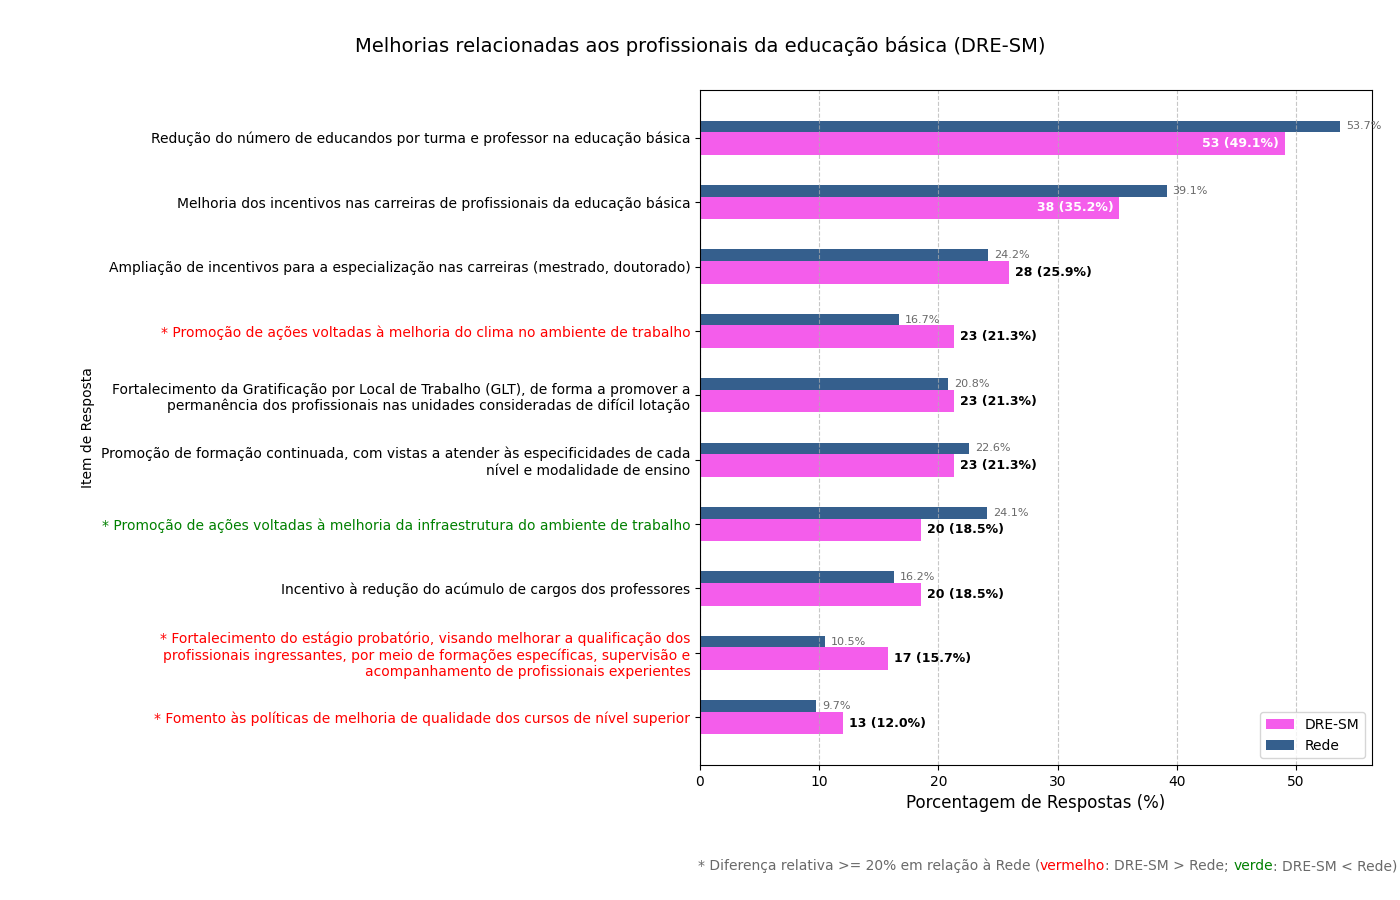 Melhorias relacionadas aos profissionais da educação básica (DRE-SM)
Item de Resposta
Redução do número de educandos por turma e professor na educação básica
53.7%
53 (49.1%)
Melhoria dos incentivos nas carreiras de profissionais da educação básica
39.1%
38 (35.2%)
Ampliação de incentivos para a especialização nas carreiras (mestrado, doutorado)
24.2%
28 (25.9%)
* Promoção de ações voltadas à melhoria do clima no ambiente de trabalho
16.7%
23 (21.3%)
Fortalecimento da Gratificação por Local de Trabalho (GLT), de forma a promover a
permanência dos profissionais nas unidades consideradas de difícil lotação
20.8%
23 (21.3%)
Promoção de formação continuada, com vistas a atender às especificidades de cada
nível e modalidade de ensino
22.6%
23 (21.3%)
* Promoção de ações voltadas à melhoria da infraestrutura do ambiente de trabalho
24.1%
20 (18.5%)
Incentivo à redução do acúmulo de cargos dos professores
16.2%
20 (18.5%)
* Fortalecimento do estágio probatório, visando melhorar a qualificação dos
profissionais ingressantes, por meio de formações específicas, supervisão e
acompanhamento de profissionais experientes
10.5%
17 (15.7%)
* Fomento às políticas de melhoria de qualidade dos cursos de nível superior
9.7%
13 (12.0%)
DRE-SM
Rede
0 10 20 30 40 50
Porcentagem de Respostas (%)
* Diferença relativa >= 20% em relação à Rede (vermelho: DRE-SM > Rede; verde: DRE-SM < Rede)